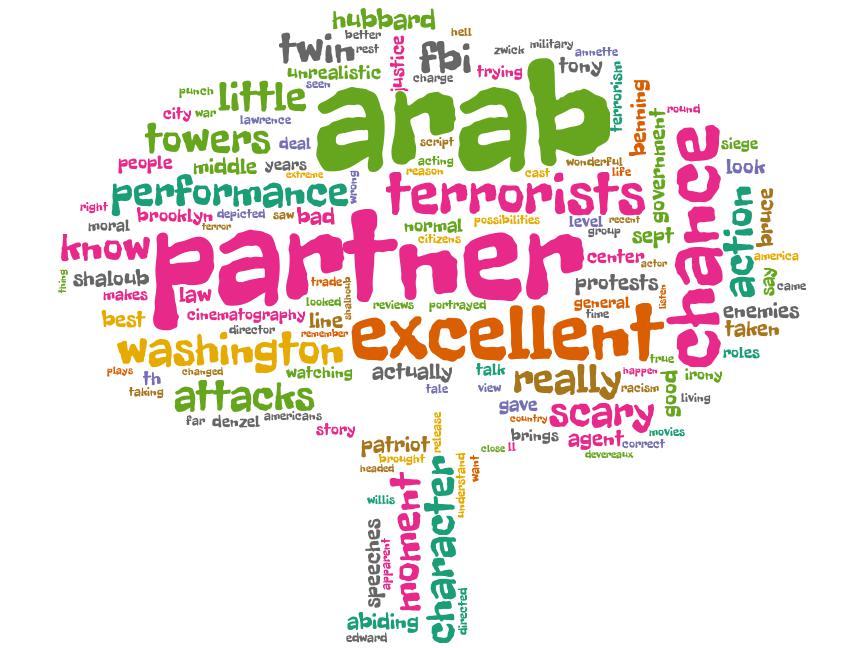 hubbard
better
hell
twin
rest
justice
fbi
zwick
military
annette
unrealistic
seen
charge
trying
tony
terrorism
punch
little
arab
benning
round
city
war
lawrence
towers
deal
script
government
chance
siege
people
middle
years
extreme
acting
reason
wonderful
cast
life
look
performance
wrong
terrorists
action
bruce
right
brooklyn
depicted
saw
bad
normal
possibilities
level
recent
moral
terror
citizens
group
sept
know
partner
center
actor
america
thing
shaloub
trade
shalhoub
protests
listen
say
came
makes
law
looked
reviews
portrayed
general
time
enemies
cinematography
best
director
line
remember
excellent
taken
washington
true
roles
plays
changed
watching
actually
talk
happen
th
taking
attacks
tale
view
really
racism
good
irony
living
far
denzel
americans
gave
country
scary
story
release
brings
agent
correct
movies
patriot
brought
close
ll
devereaux
headed
character
understand
want
willis
moment
speeches
apparent
abiding
directed
edward